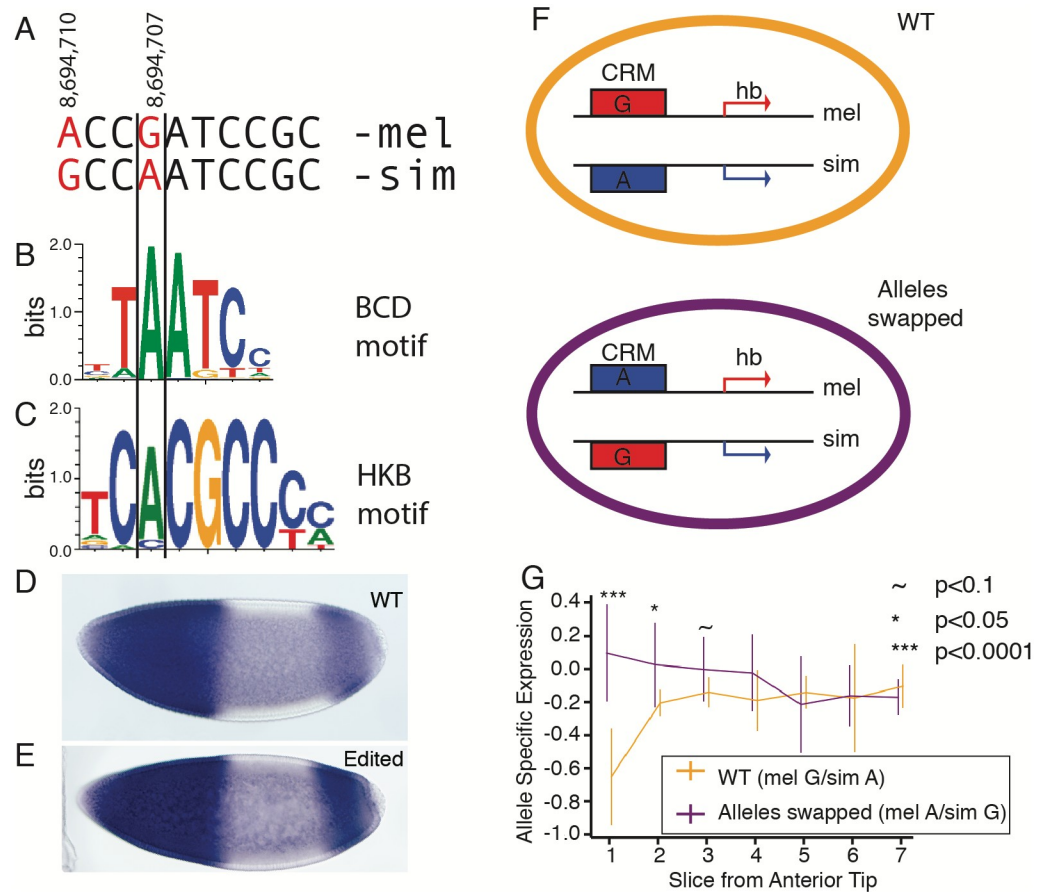 A
8,694,710
8,694,707
ACCGATCCGC -mel
GCCAATCCGC -sim
B
2.0
1.0
0.0
bits
TAATCC
BCD
motif
C
2.0
1.0
0.0
bits
TCACGCCCC
TA
HKB
motif
D
WT
E
Edited
F
WT
CRM
G
hb
mel
sim
A
Alleles
swapped
CRM
A
hb
mel
sim
G
G
Allele Specific Expression
0.4
0.2
0.0
-0.2
-0.4
-0.6
-0.8
-1.0
***
*
~
~ p<0.1
* p<0.05
*** p<0.0001
WT (mel G/sim A)
Alleles swapped (mel A/sim G)
1 2 3 4 5 6 7
Slice from Anterior Tip